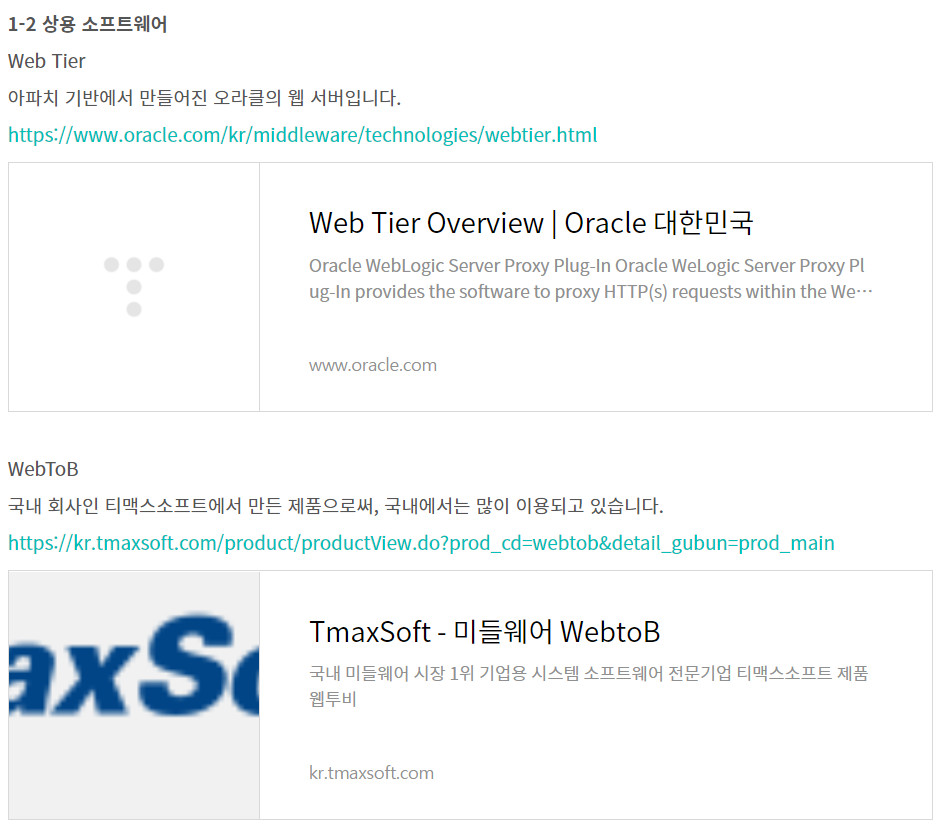 1-2 상용 소프트웨어
Web Tier
아파치 기반에서 만들어진 오라클의 웹 서버입니다.
https://www.oracle.com/kr/middleware/technologies/webtier.html
Web Tier Overview | Oracle 대한민국
Oracle WebLogic Server Proxy Plug-In Oracle WeLogic Server Proxy Pl
ug-In provides the software to proxy HTTP(s) requests within the We…
www.oracle.com
WebToB
국내 회사인 티맥스소프트에서 만든 제품으로써, 국내에서는 많이 이용되고 있습니다.
https://kr.tmaxsoft.com/product/productView.do?prod_cd=webtob&detail_gubun=prod_main
axSo
TmaxSoft - 미들웨어 WebtoB
국내 미들웨어 시장 1위 기업용 시스템 소프트웨어 전문기업 티맥스소프트 제품
웹투비
kr.tmaxsoft.com